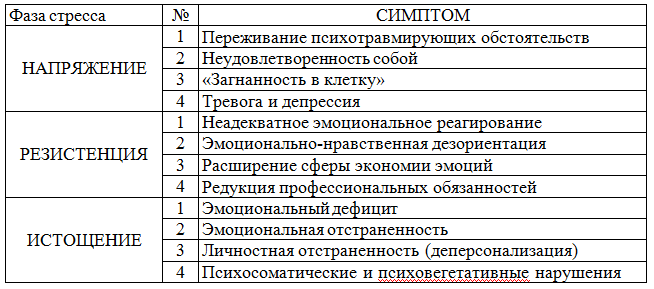 Фаза стресса № СИМПТОМ
НАПРЯЖЕНИЕ
1 Переживание психотравмирующих обстоятельств
2 Неудовлетворенность собой
3 «Загнанность в клетку»
4 Тревога и депрессия
РЕЗИСТЕНЦИЯ
1 Неадекватное эмоциональное реагирование
2 Эмоционально-нравственная дезориентация
3 Расширение сферы экономии эмоций
4 Редукция профессиональных обязанностей
ИСТОЩЕНИЕ
1 Эмоциональный дефицит
2 Эмоциональная отстраненность
3 Личностная отстраненность (деперсонализация)
4 Психосоматические и психовегетативные нарушения